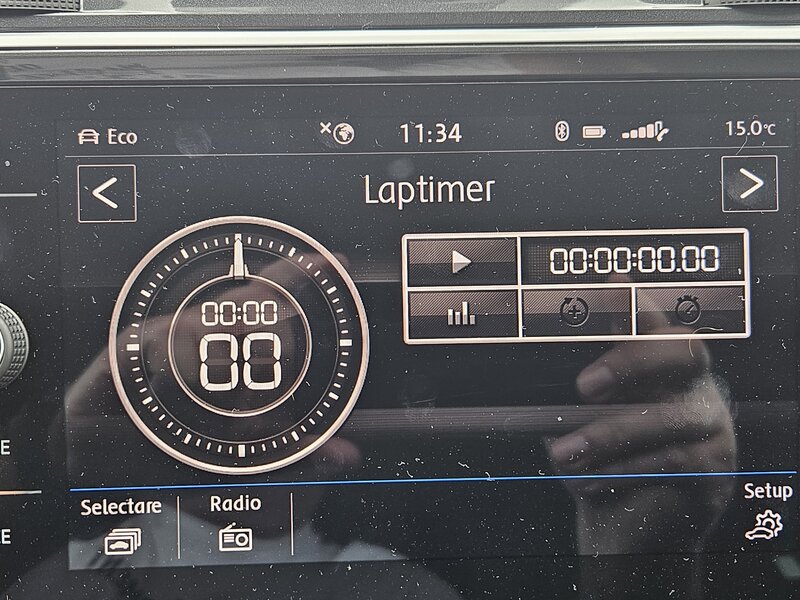 Eco
11:34
15.0°C
Laptimer
00:00
00
00:00:00.00
E
E
Selectare
Radio
Setup